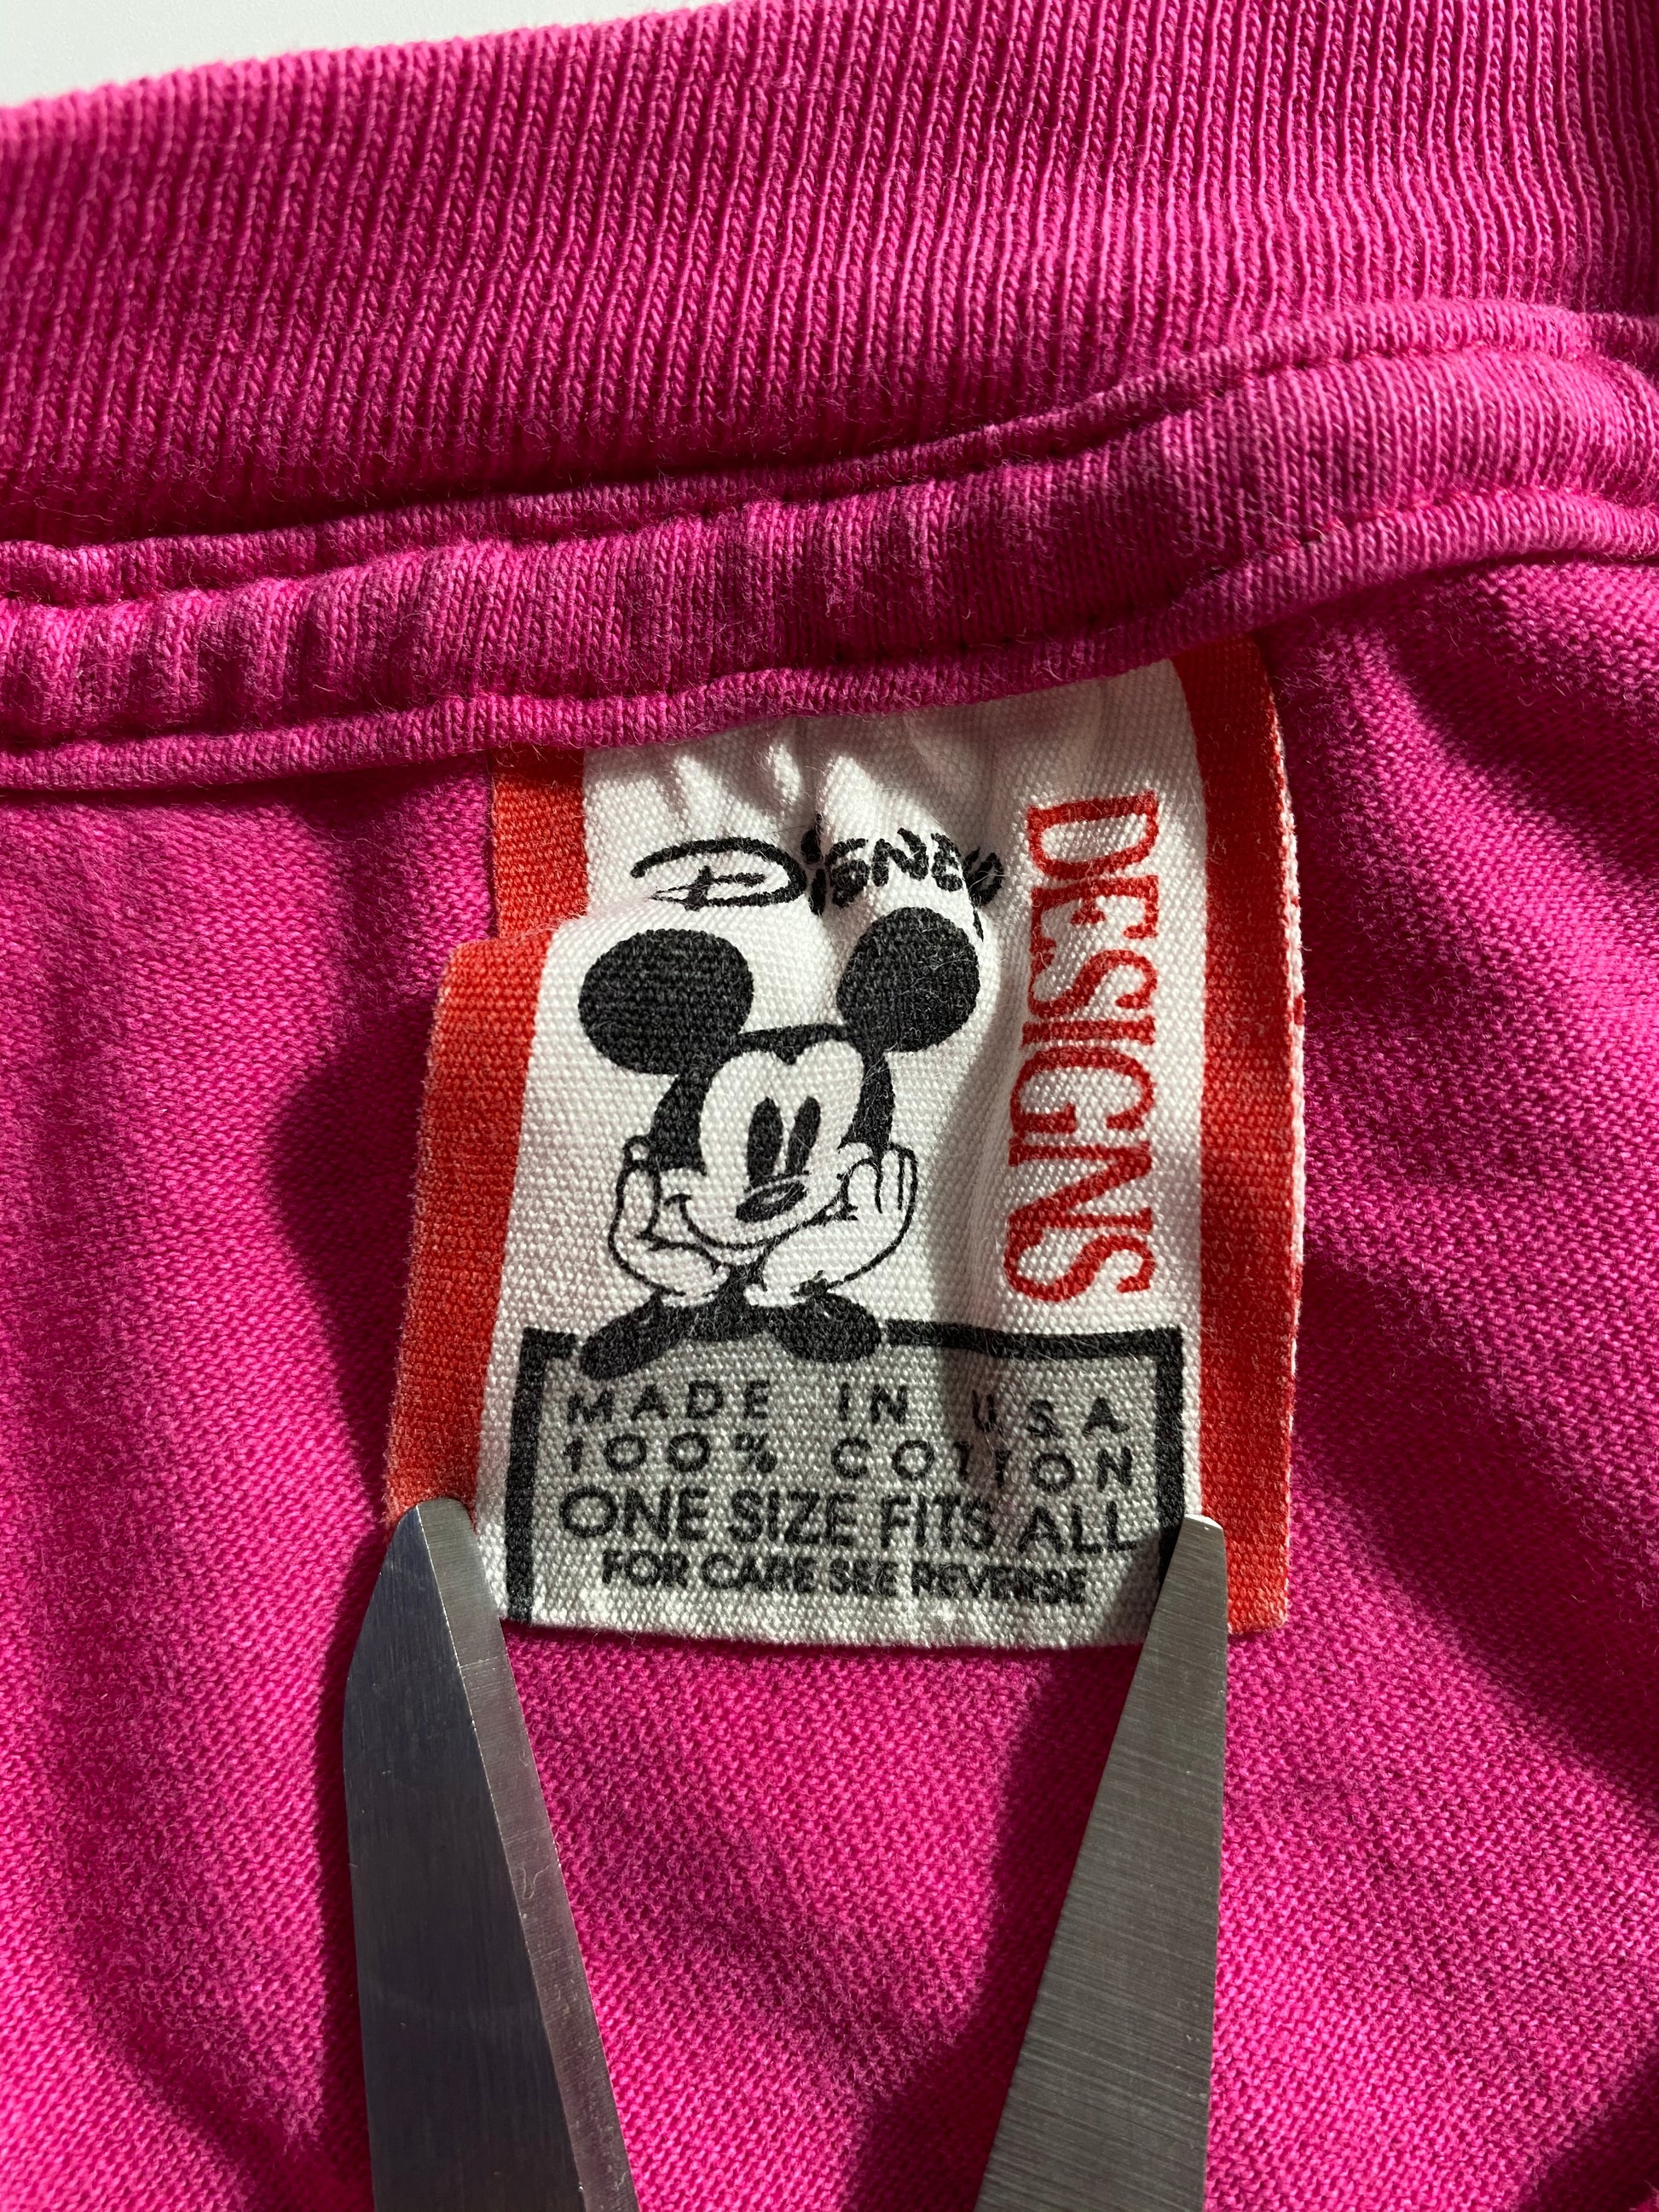 Disney
DESIGNS
MADE IN USA
100% COTTON
ONE SIZE FITS ALL
FOR CARE SEE REVERSE